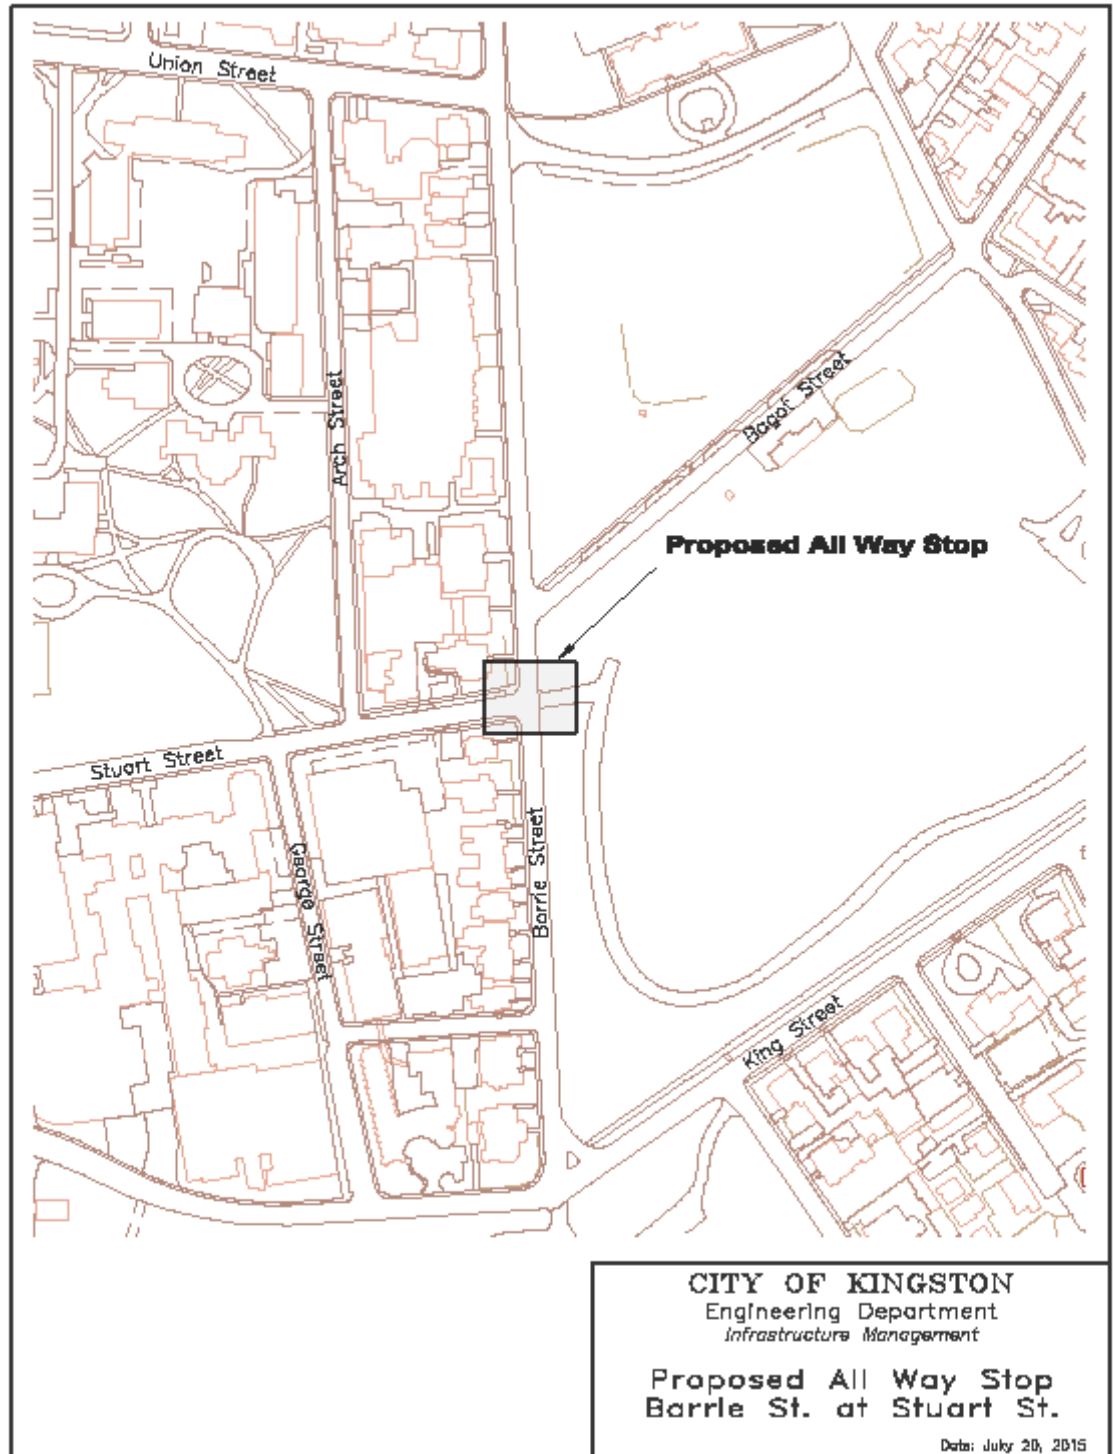 Union Street
Arch Street
Bagot Street
Proposed All Way Stop
Stuart Street
George Street
Barrie Street
King Street
CITY OF KINGSTON
Engineering Department
Infrastructure Management
Proposed All Way Stop
Barrie St. at Stuart St.
Date: July 20, 2015